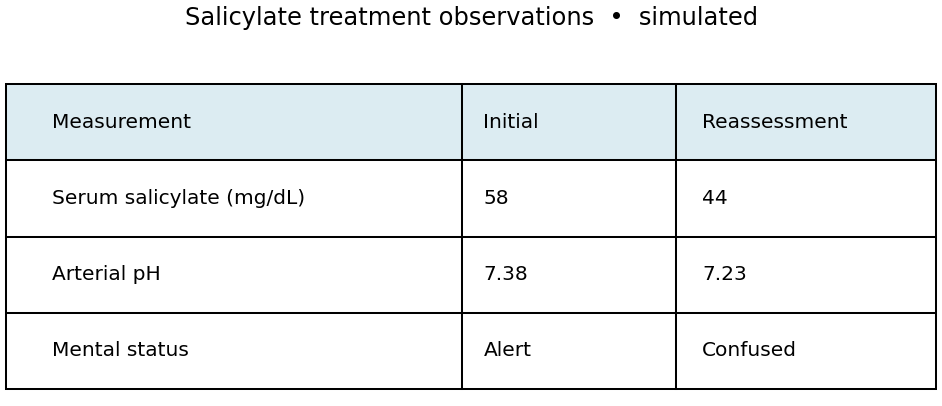 Salicylate treatment observations • simulated
Measurement Initial Reassessment
Serum salicylate (mg/dL) 58 44
Arterial pH 7.38 7.23
Mental status Alert Confused